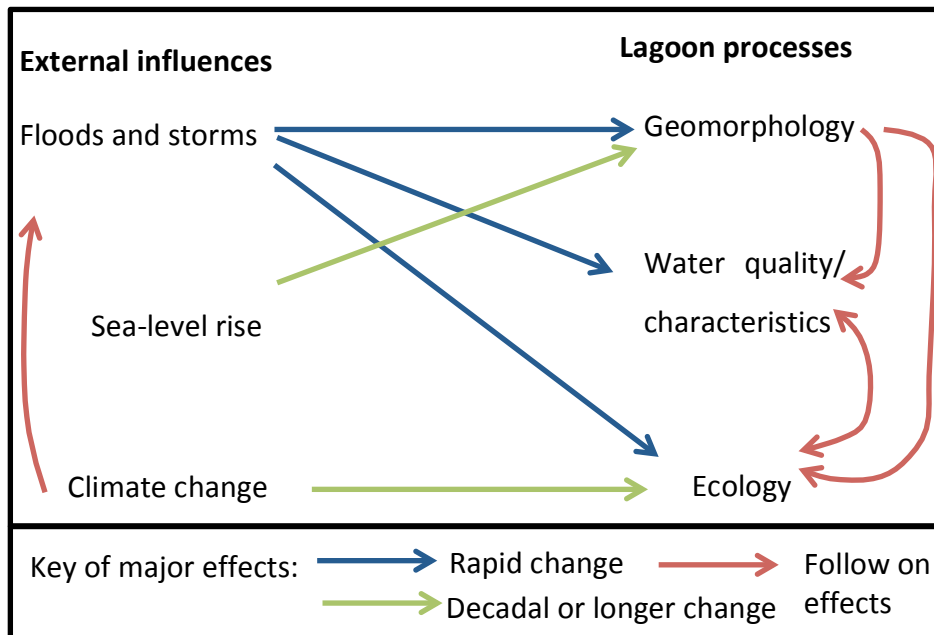 External influences
Lagoon processes
Floods and storms
Geomorphology
Water quality/
characteristics
Sea-level rise
Climate change
Ecology
Key of major effects:
Rapid change
Follow on
effects
Decadal or longer change